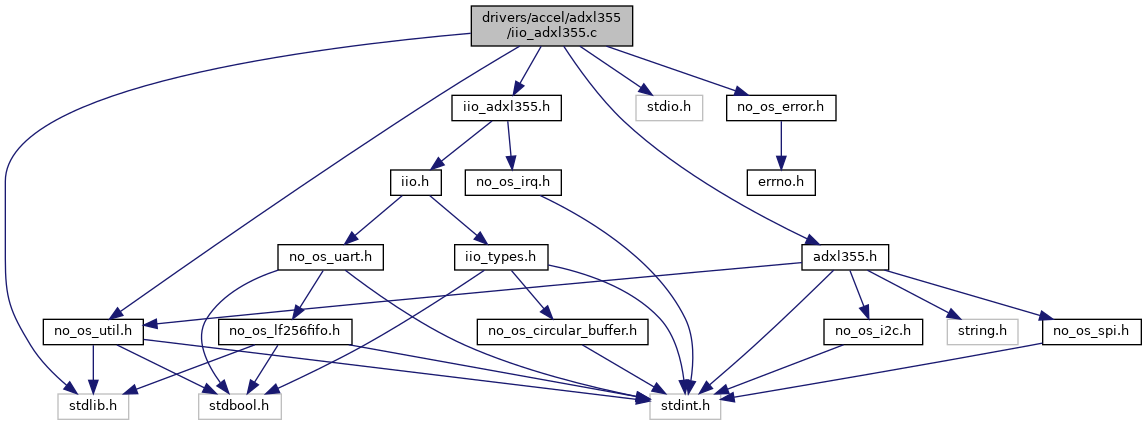 drivers/accel/adxl355
/iio_adxl355.c
iio_adxl355.h
stdio.h
no_os_error.h
iio.h
no_os_irq.h
errno.h
no_os_uart.h
iio_types.h
adxl355.h
no_os_util.h
no_os_lf256fifo.h
no_os_circular_buffer.h
no_os_i2c.h
string.h
no_os_spi.h
stdlib.h
stdbool.h
stdint.h